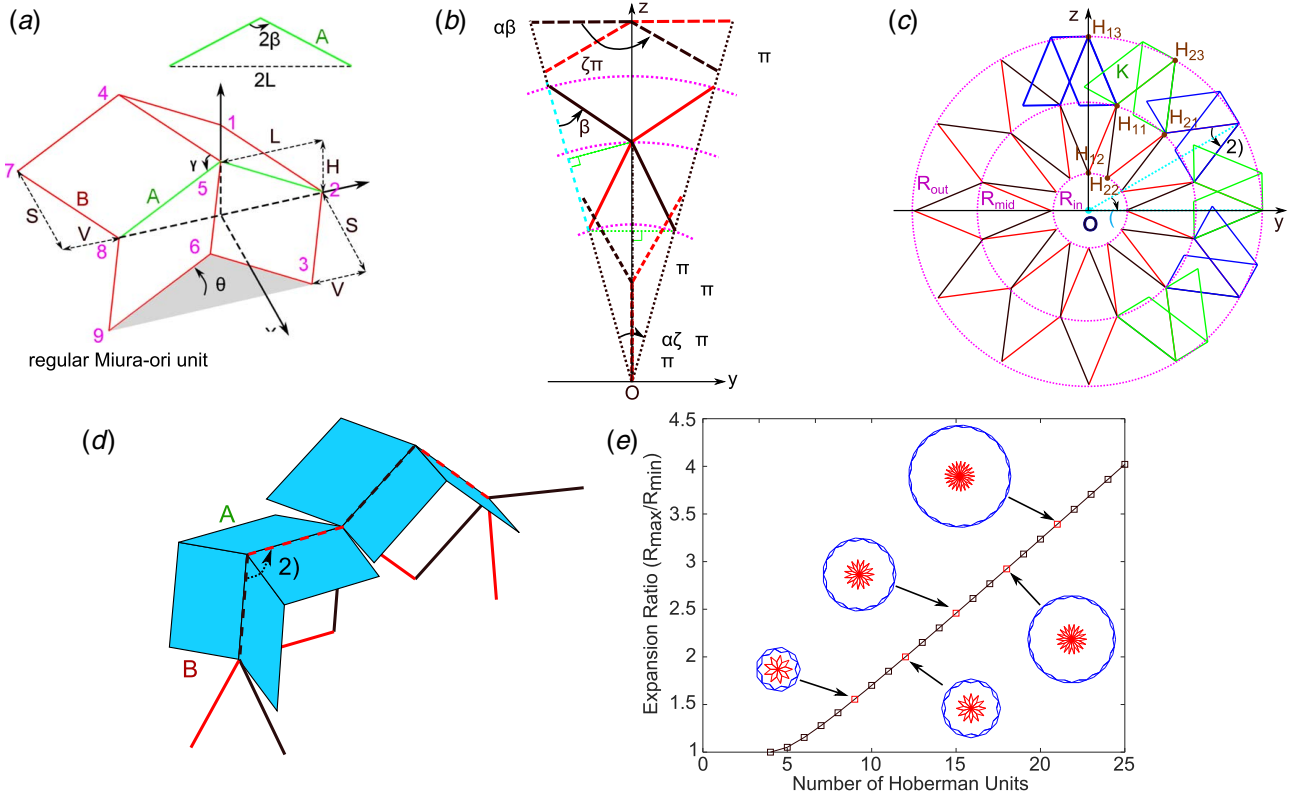 (a)
A
2β
2L
4
1
L
H
γ
5
2
7
B
A
S
V
8
6
S
3
V
θ
9
regular Miura-ori unit
(b)
z
αβ
ζπ
π
β
π
π
αζ π
π
y
O
(c)
z
H13
H23
K
H11
H21
2)
H12
H22
Rout
Rmid
Rin
O
y
(d)
A
2)
B
(e)
Expansion Ratio (Rmax/Rmin)
4.5
4
3.5
3
2.5
2
1.5
1
0 5 10 15 20 25
Number of Hoberman Units